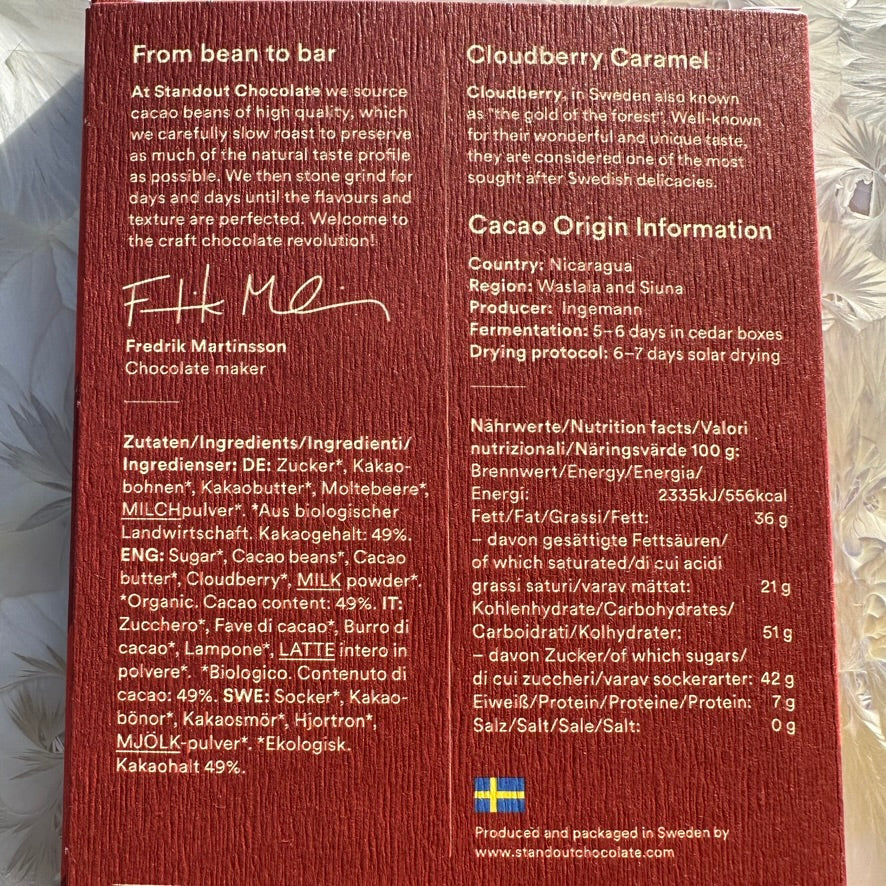 From bean to bar
At Standout Chocolate we source
cacao beans of high quality, which
we carefully slow roast to preserve
as much of the natural taste profile
as possible. We then stone grind for
days and days until the flavours and
texture are perfected. Welcome to
the craft chocolate revolution!
Fredrik Martinsson
Chocolate maker
Zutaten/Ingredients/Ingredienti/
Ingredienser: DE: Zucker*, Kakao-
bohnen*, Kakaobutter*, Moltebeere*,
MILCHpulver*. *Aus biologischer
Landwirtschaft. Kakaogehalt: 49%.
ENG: Sugar*, Cacao beans*, Cacao
butter*, Cloudberry*, MILK powder*.
*Organic. Cacao content: 49%. IT:
Zucchero*, Fave di cacao*, Burro di
cacao*, Lampone*, LATTE intero in
polvere*. *Biologico. Contenuto di
cacao: 49%. SWE: Socker*, Kakao-
bönor*, Kakaosmör*, Hjortron*,
MJÖLK-pulver*. *Ekologisk.
Kakaohalt 49%.
Cloudberry Caramel
Cloudberry, in Sweden also known
as "the gold of the forest". Well-known
for their wonderful and unique taste,
they are considered one of the most
sought after Swedish delicacies.
Cacao Origin Information
Country: Nicaragua
Region: Waslala and Siuna
Producer: Ingemann
Fermentation: 5–6 days in cedar boxes
Drying protocol: 6–7 days solar drying
Nährwerte/Nutrition facts/Valori
nutrizionali/Näringsvärde 100 g:
Brennwert/Energy/Energia/
Energi: 2335kJ/556kcal
Fett/Fat/Grassi/Fett: 36 g
– davon gesättigte Fettsäuren/
of which saturated/di cui acidi
grassi saturi/varav mättat: 21 g
Kohlenhydrate/Carbohydrates/
Carboidrati/Kolhydrater: 51 g
– davon Zucker/of which sugars/
di cui zuccheri/varav sockerarter: 42 g
Eiweiß/Protein/Proteine/Protein: 7 g
Salz/Salt/Sale/Salt: 0 g
Produced and packaged in Sweden by
www.standoutchocolate.com